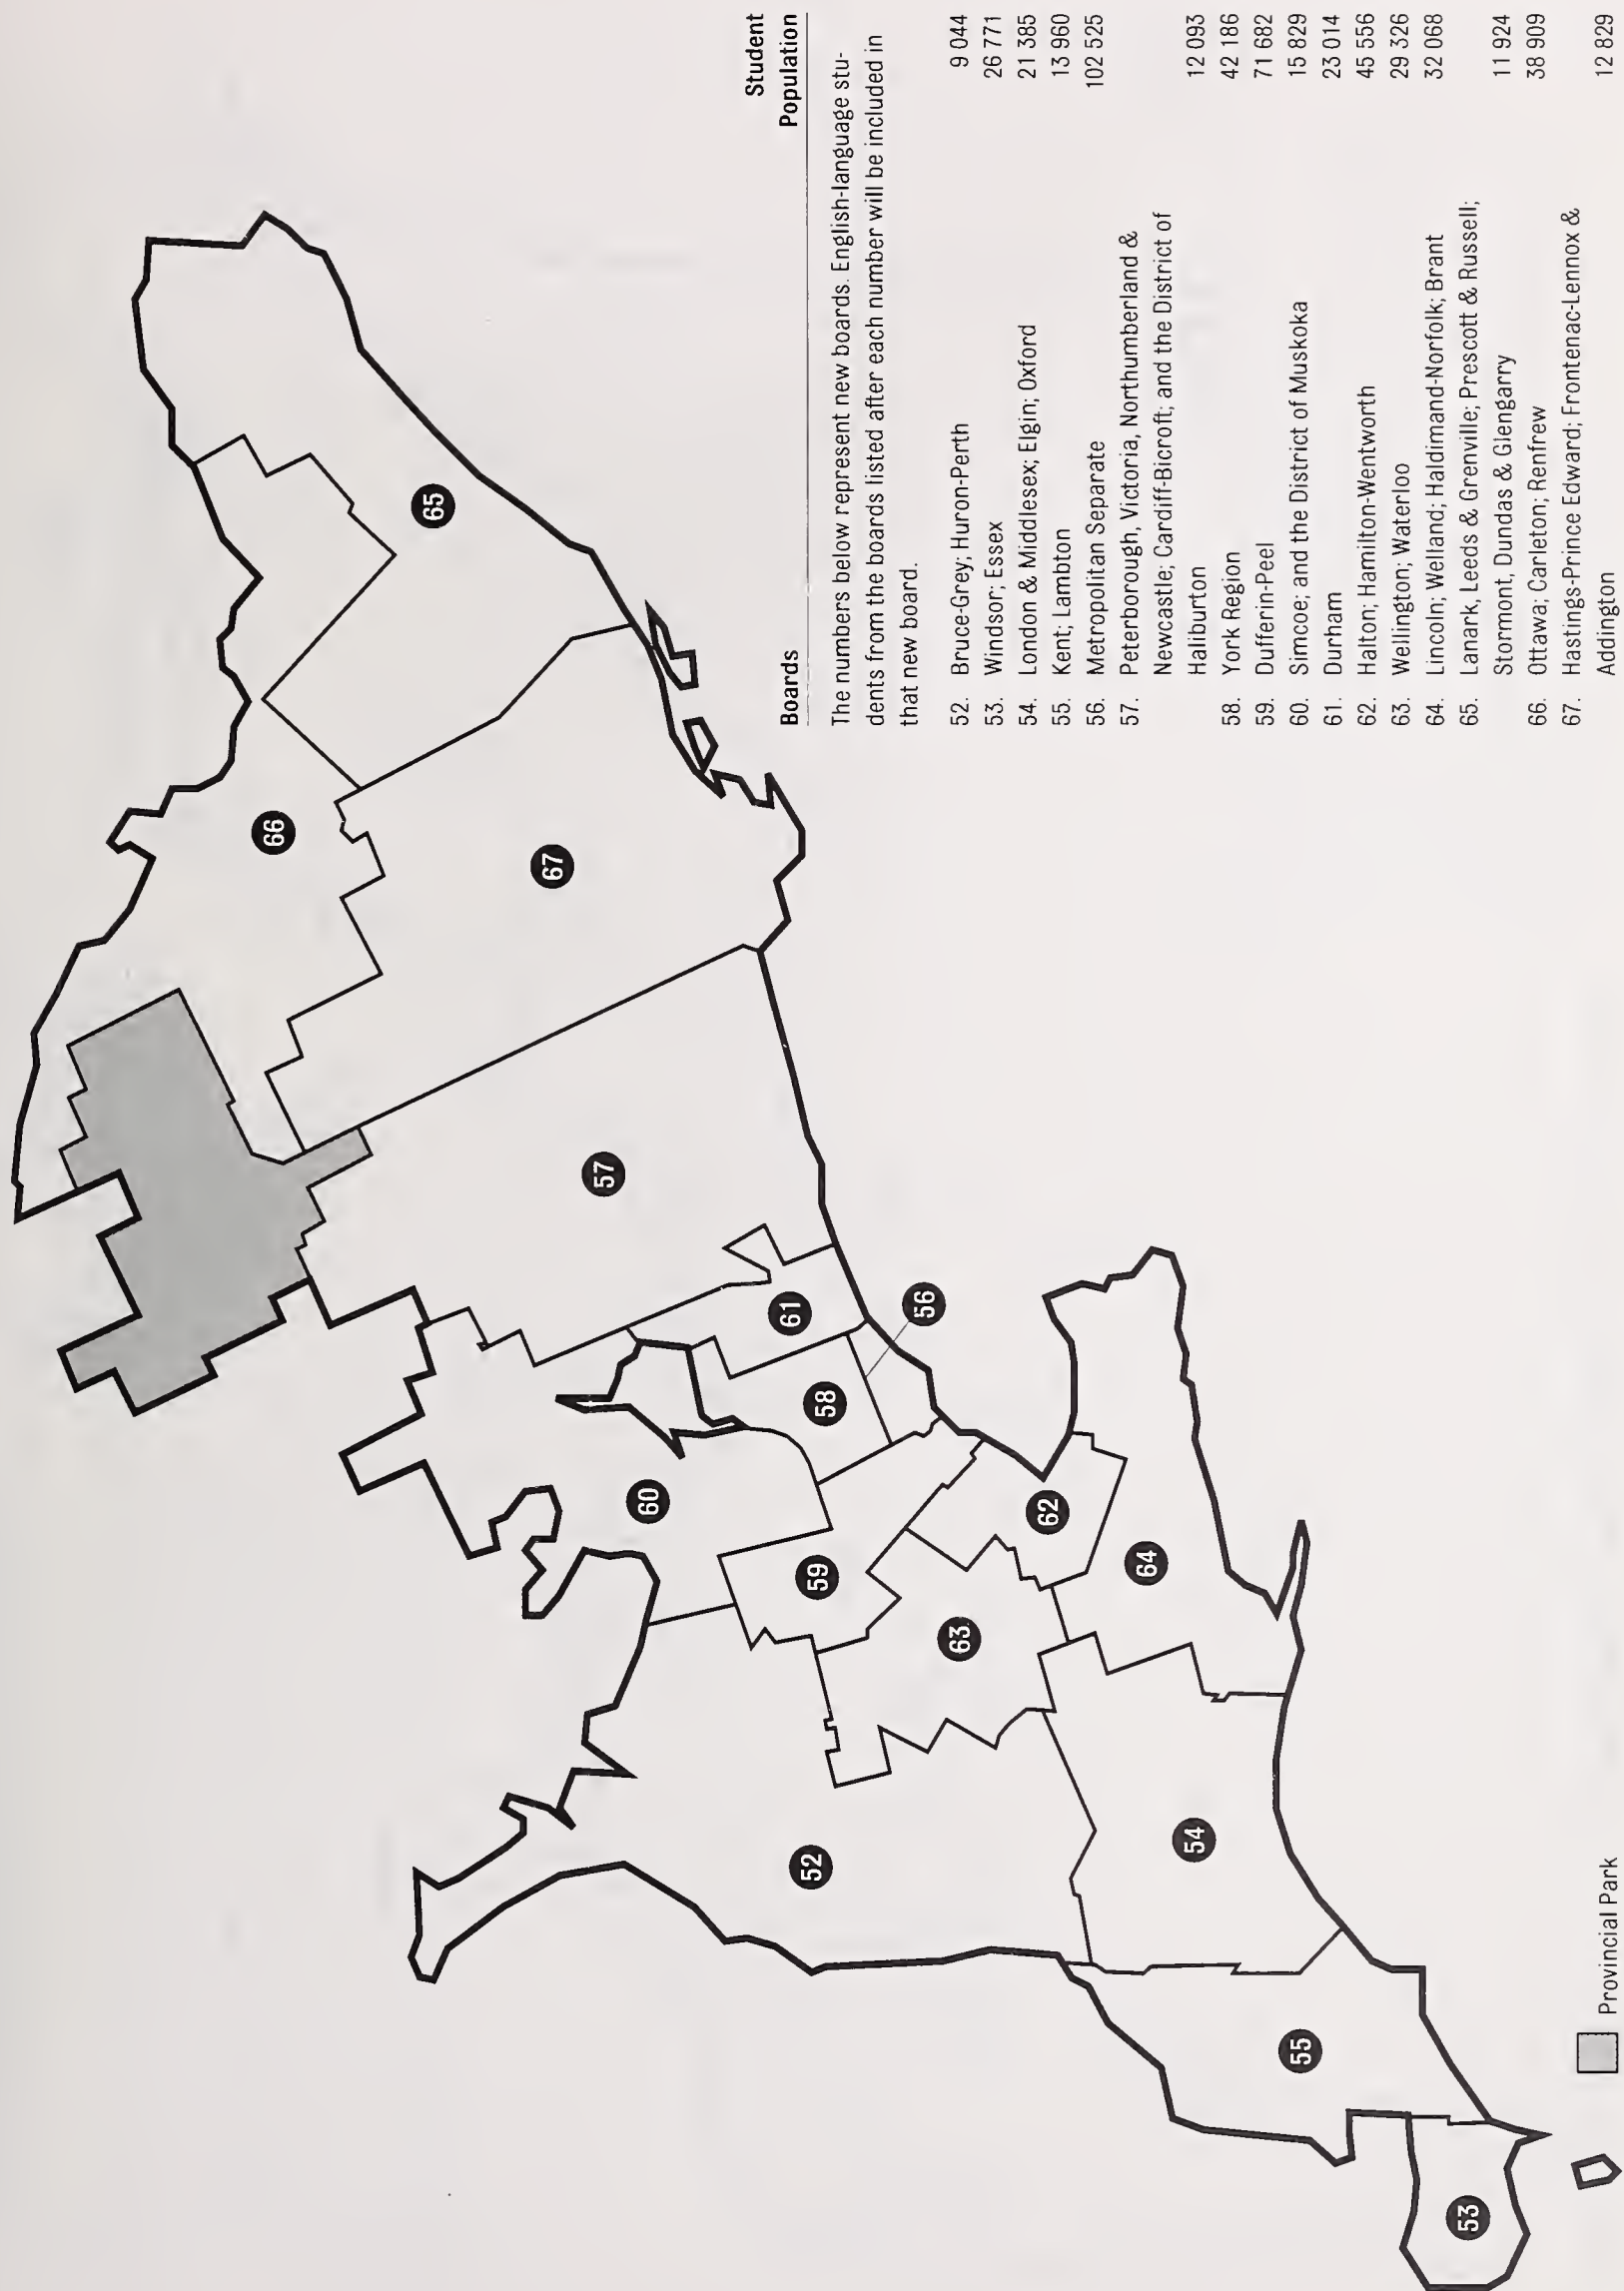 Student
Boards Population
The numbers below represent new boards. English-language stu-
dents from the boards listed after each number will be included in
that new board.
52. Bruce-Grey; Huron-Perth 9 044
53. Windsor; Essex 26 771
54. London & Middlesex; Elgin; Oxford 21 385
55. Kent; Lambton 13 960
56. Metropolitan Separate 102 525
57. Peterborough, Victoria, Northumberland &
Newcastle; Cardiff-Bicroft; and the District of
Haliburton 12 093
58. York Region 42 186
59. Dufferin-Peel 71 682
60. Simcoe; and the District of Muskoka 15 829
61. Durham 23 014
62. Halton; Hamilton-Wentworth 45 556
63. Wellington; Waterloo 29 326
64. Lincoln; Welland; Haldimand-Norfolk; Brant 32 068
65. Lanark, Leeds & Grenville; Prescott & Russell;
Stormont, Dundas & Glengarry 11 924
66. Ottawa; Carleton; Renfrew 38 909
67. Hastings-Prince Edward; Frontenac-Lennox &
Addington 12 829
65
66
67
57
61
56
58
60
62
59
64
63
54
52
55
53
Provincial Park